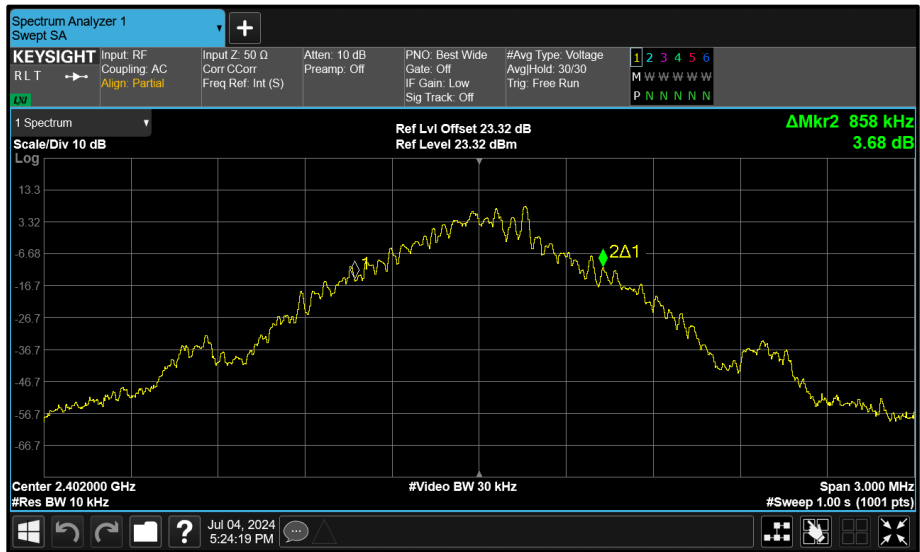 Spectrum Analyzer 1
Swept SA
+
KEYSIGHT
R L T
LXI
Input: RF
Coupling: AC
Align: Partial
Input Z: 50 Ω
Corr CCorr
Freq Ref: Int (S)
Atten: 10 dB
Preamp: Off
PNO: Best Wide
Gate: Off
IF Gain: Low
Sig Track: Off
#Avg Type: Voltage
Avg|Hold: 30/30
Trig: Free Run
1 2 3 4 5 6
M W W W W W
P N N N N N
1 Spectrum
Scale/Div 10 dB
Ref Lvl Offset 23.32 dB
Ref Level 23.32 dBm
ΔMkr2 858 kHz
3.68 dB
Log
13.3
3.32
-6.68
-16.7
-26.7
-36.7
-46.7
-56.7
-66.7
1
2Δ1
Center 2.402000 GHz
#Res BW 10 kHz
#Video BW 30 kHz
Span 3.000 MHz
#Sweep 1.00 s (1001 pts)
?
Jul 04, 2024
5:24:19 PM